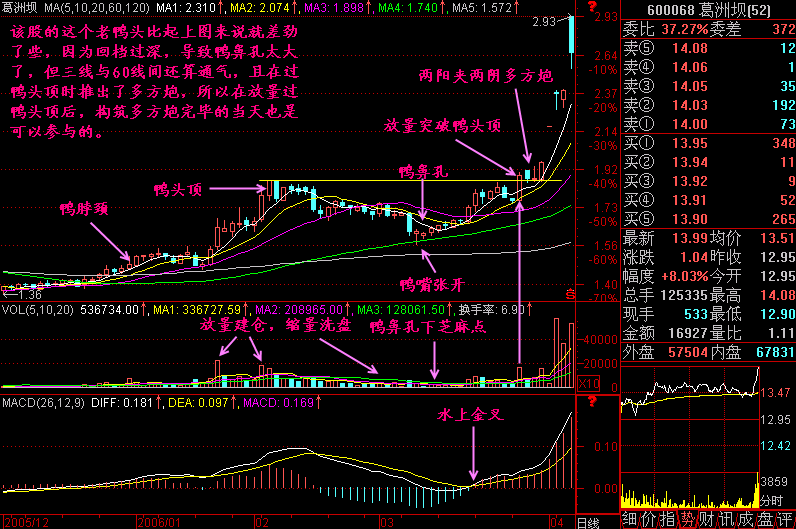 葛洲坝 MA(5,10,20,60,120) MA1: 2.310↑, MA2: 2.074↑, MA3: 1.898↑, MA4: 1.740↑, MA5: 1.572↑
该股的这个老鸭头比起上图来说就差劲
了些，因为回档过深，导致鸭鼻孔太大
了，但三线与60线间还算通气，且在过
鸭头顶时推出了多方炮，所以在放量过
鸭头顶后，构筑多方炮完毕的当天也是
可以参与的。
2.93
两阳夹两阴多方炮
放量突破鸭头顶
鸭鼻孔
鸭头顶
鸭脖颈
鸭嘴张开
1.36
2.93
2.64
-10%
2.37
-20%
2.14
-30%
1.92
-40%
1.73
-50%
1.56
-60%
1.40
-70%
VOL(5,10,20) 536734.00↑, MA1: 336727.59↑, MA2: 208965.00↑, MA3: 128061.50↑, 换手率: 6.90↑,
放量建仓，缩量洗盘
鸭鼻孔下芝麻点
40000
20000
X10
0
MACD(26,12,9) DIFF: 0.181↑, DEA: 0.097↑, MACD: 0.169↑
水上金叉
0.10
0.00
2005/12 2006/01 02 03 04 日线
600068 葛洲坝(52)
委比 37.27% 委差 372
卖⑤ 14.08 12
卖④ 14.06 1
卖③ 14.05 35
卖② 14.03 192
卖① 14.00 73
买① 13.95 348
买② 13.94 11
买③ 13.92 9
买④ 13.91 52
买⑤ 13.90 265
最新 13.99 均价 13.51
涨跌 1.04 昨收 12.95
幅度 +8.03% 今开 12.95
总手 125335 最高 14.08
现手 533 最低 12.90
金额 16927 量比 1.11
外盘 57504 内盘 67831
13.47
12.95
12.42
3859
分时
细 价 指 势 财 讯 成 盘 评